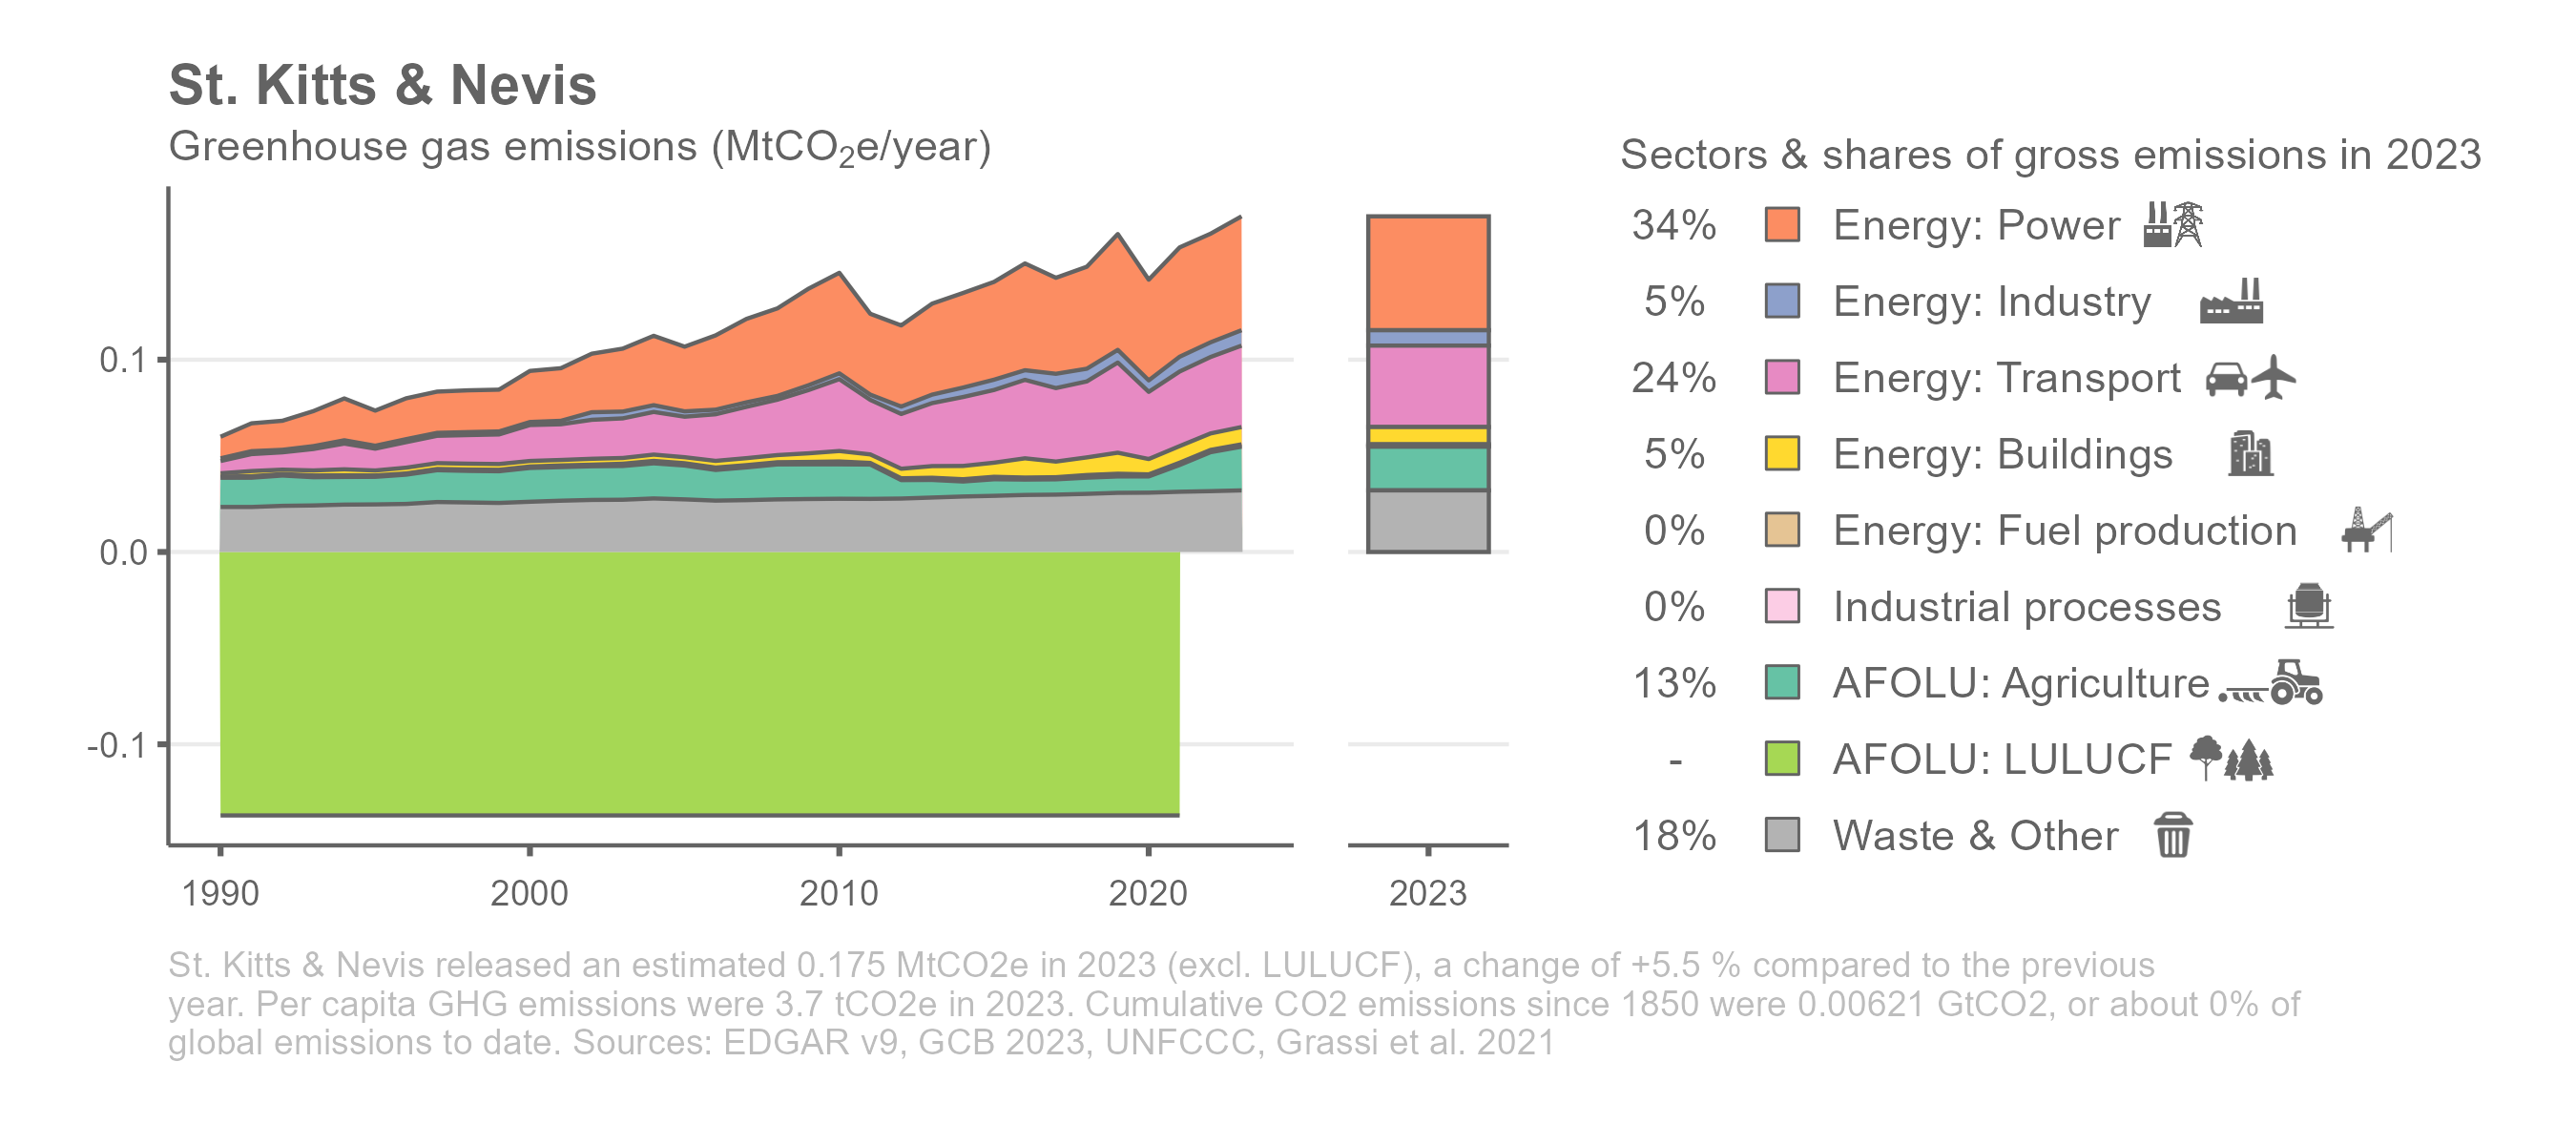 St. Kitts & Nevis
Greenhouse gas emissions (MtCO₂e/year)
0.1
0.0
-0.1
1990 2000 2010 2020 2023
Sectors & shares of gross emissions in 2023
34% Energy: Power
5% Energy: Industry
24% Energy: Transport
5% Energy: Buildings
0% Energy: Fuel production
0% Industrial processes
13% AFOLU: Agriculture
- AFOLU: LULUCF
18% Waste & Other
St. Kitts & Nevis released an estimated 0.175 MtCO2e in 2023 (excl. LULUCF), a change of +5.5 % compared to the previous
year. Per capita GHG emissions were 3.7 tCO2e in 2023. Cumulative CO2 emissions since 1850 were 0.00621 GtCO2, or about 0% of
global emissions to date. Sources: EDGAR v9, GCB 2023, UNFCCC, Grassi et al. 2021